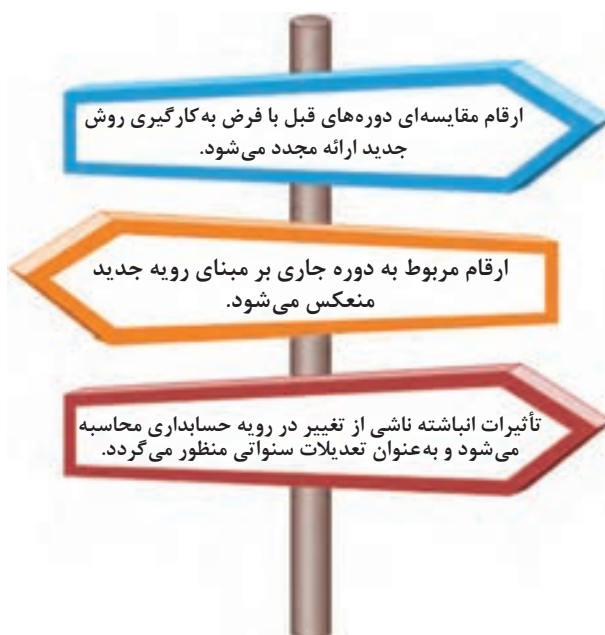 ارقام مقایسه‌ای دوره‌های قبل با فرض به‌کارگیری روش
جدید ارائه مجدد می‌شود.
ارقام مربوط به دوره جاری بر مبنای رویه جدید
منعکس می‌شود.
تأثیرات انباشته ناشی از تغییر در رویه حسابداری محاسبه
می‌شود و به‌عنوان تعدیلات سنواتی منظور می‌گردد.